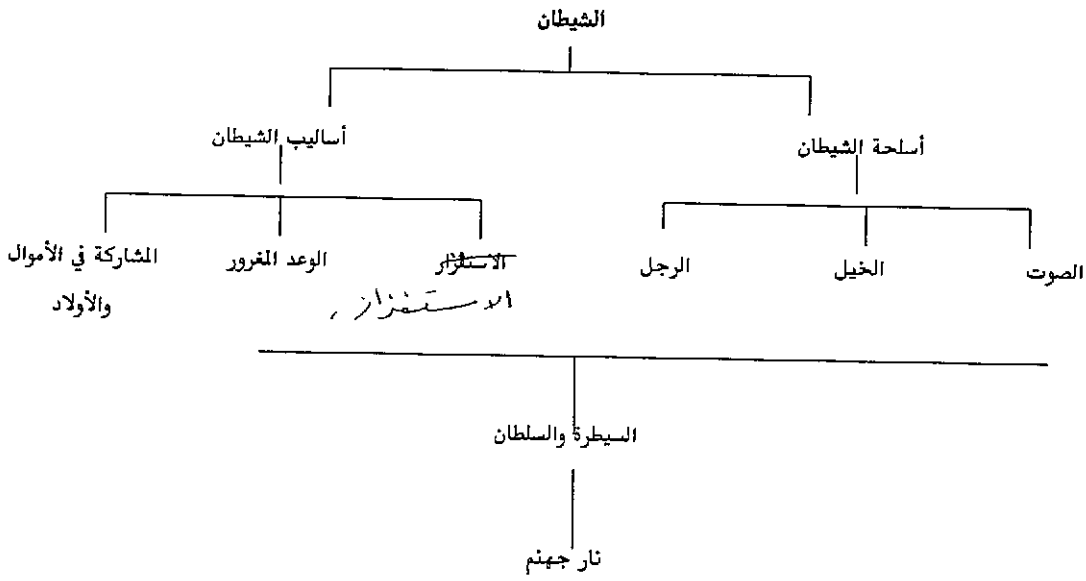 الشيطان
أسلحة الشيطان
أساليب الشيطان
الصوت
الخيل
الرجل
الاستلزاز
الاستفزاز
الوعد المغرور
المشاركة في الأموال
والأولاد
السيطرة والسلطان
نار جهنم